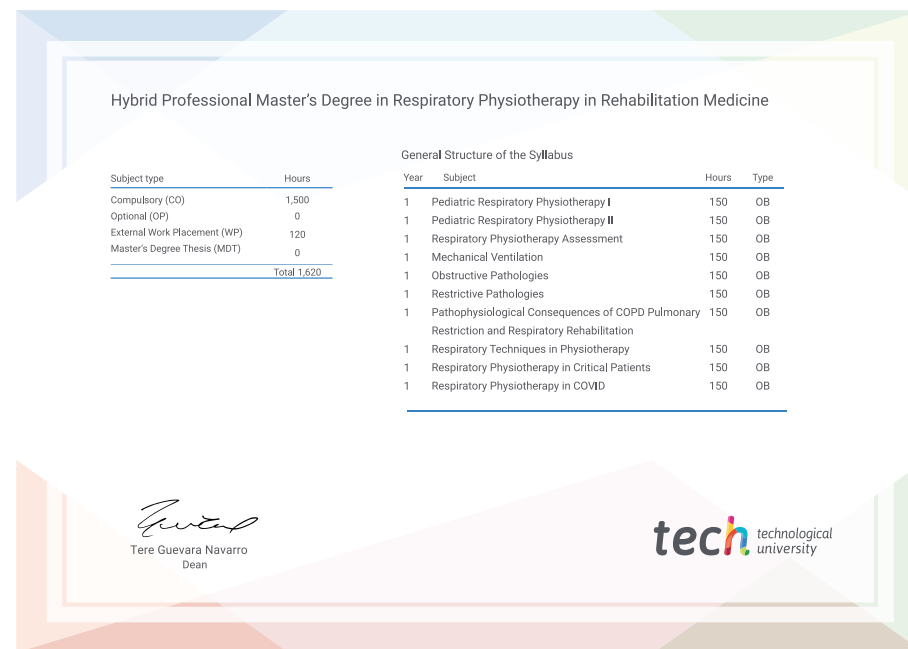 Hybrid Professional Master's Degree in Respiratory Physiotherapy in Rehabilitation Medicine
Subject type Hours
Compulsory (CO) 1,500
Optional (OP) 0
External Work Placement (WP) 120
Master's Degree Thesis (MDT) 0
Total 1,620
General Structure of the Syllabus
Year Subject Hours Type
1 Pediatric Respiratory Physiotherapy I 150 OB
1 Pediatric Respiratory Physiotherapy II 150 OB
1 Respiratory Physiotherapy Assessment 150 OB
1 Mechanical Ventilation 150 OB
1 Obstructive Pathologies 150 OB
1 Restrictive Pathologies 150 OB
1 Pathophysiological Consequences of COPD Pulmonary 150 OB
Restriction and Respiratory Rehabilitation
1 Respiratory Techniques in Physiotherapy 150 OB
1 Respiratory Physiotherapy in Critical Patients 150 OB
1 Respiratory Physiotherapy in COVID 150 OB
Tere Guevara Navarro
Dean
tech technological
university